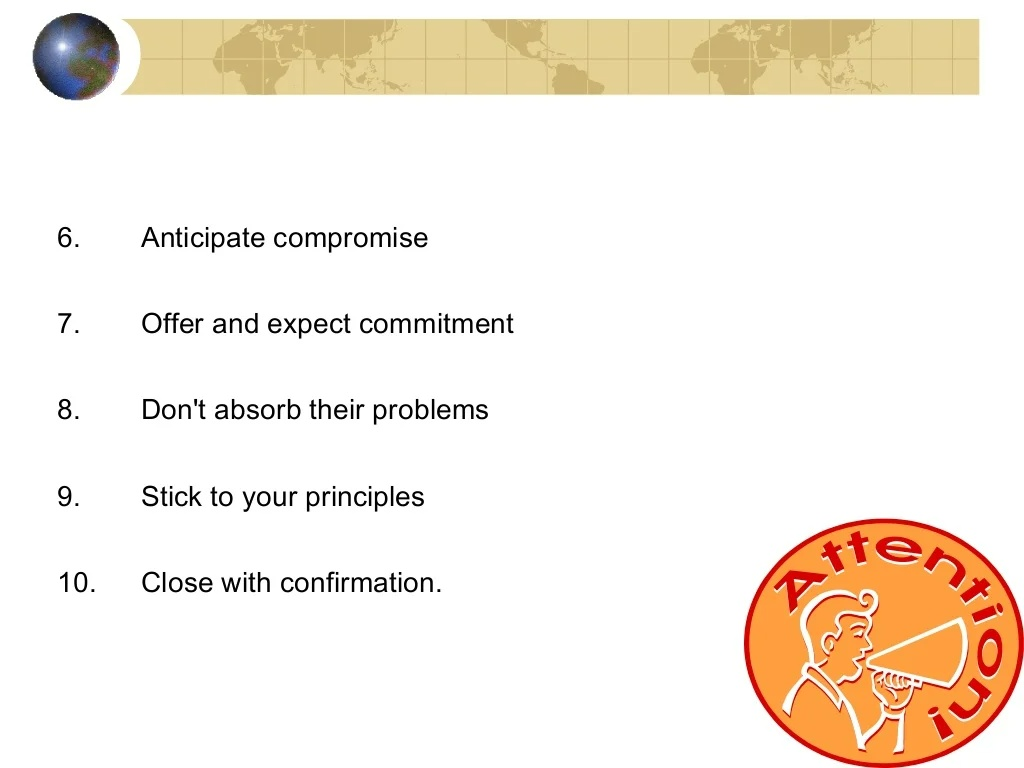 6. Anticipate compromise
7. Offer and expect commitment
8. Don't absorb their problems
9. Stick to your principles
10. Close with confirmation.
Attention!